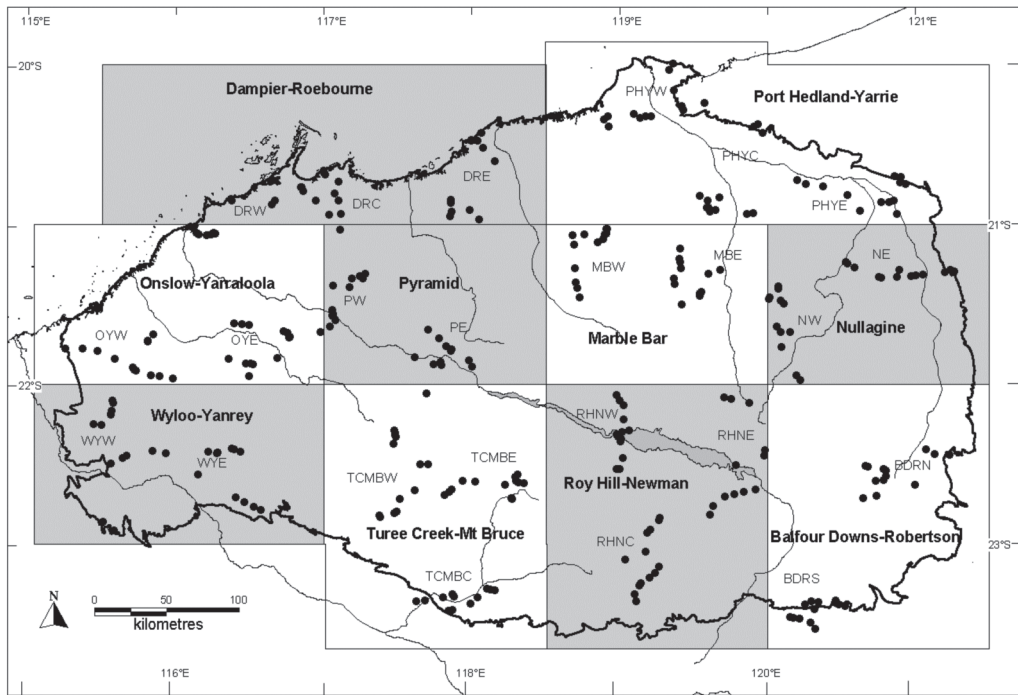 115°E 117°E 119°E 121°E
20°S
Dampier-Roebourne
PHYW
Port Hedland-Yarrie
PHYC
DRE
DRW
DRC
PHYE
21°S 21°S
NE
MBW
MBE
Onslow-Yarraloola
Pyramid
PW
OYW
OYE
PE
NW
Nullagine
Marble Bar
22°S 22°S
Wyloo-Yanrey
RHNW
WYW
RHNE
WYE
TCMBE
BDRN
TCMBW
Roy Hill-Newman
Turee Creek-Mt Bruce
Balfour Downs-Robertson
RHNC
23°S
TCMBC
BDRS
N
0 50 100
kilometres
116°E 118°E 120°E